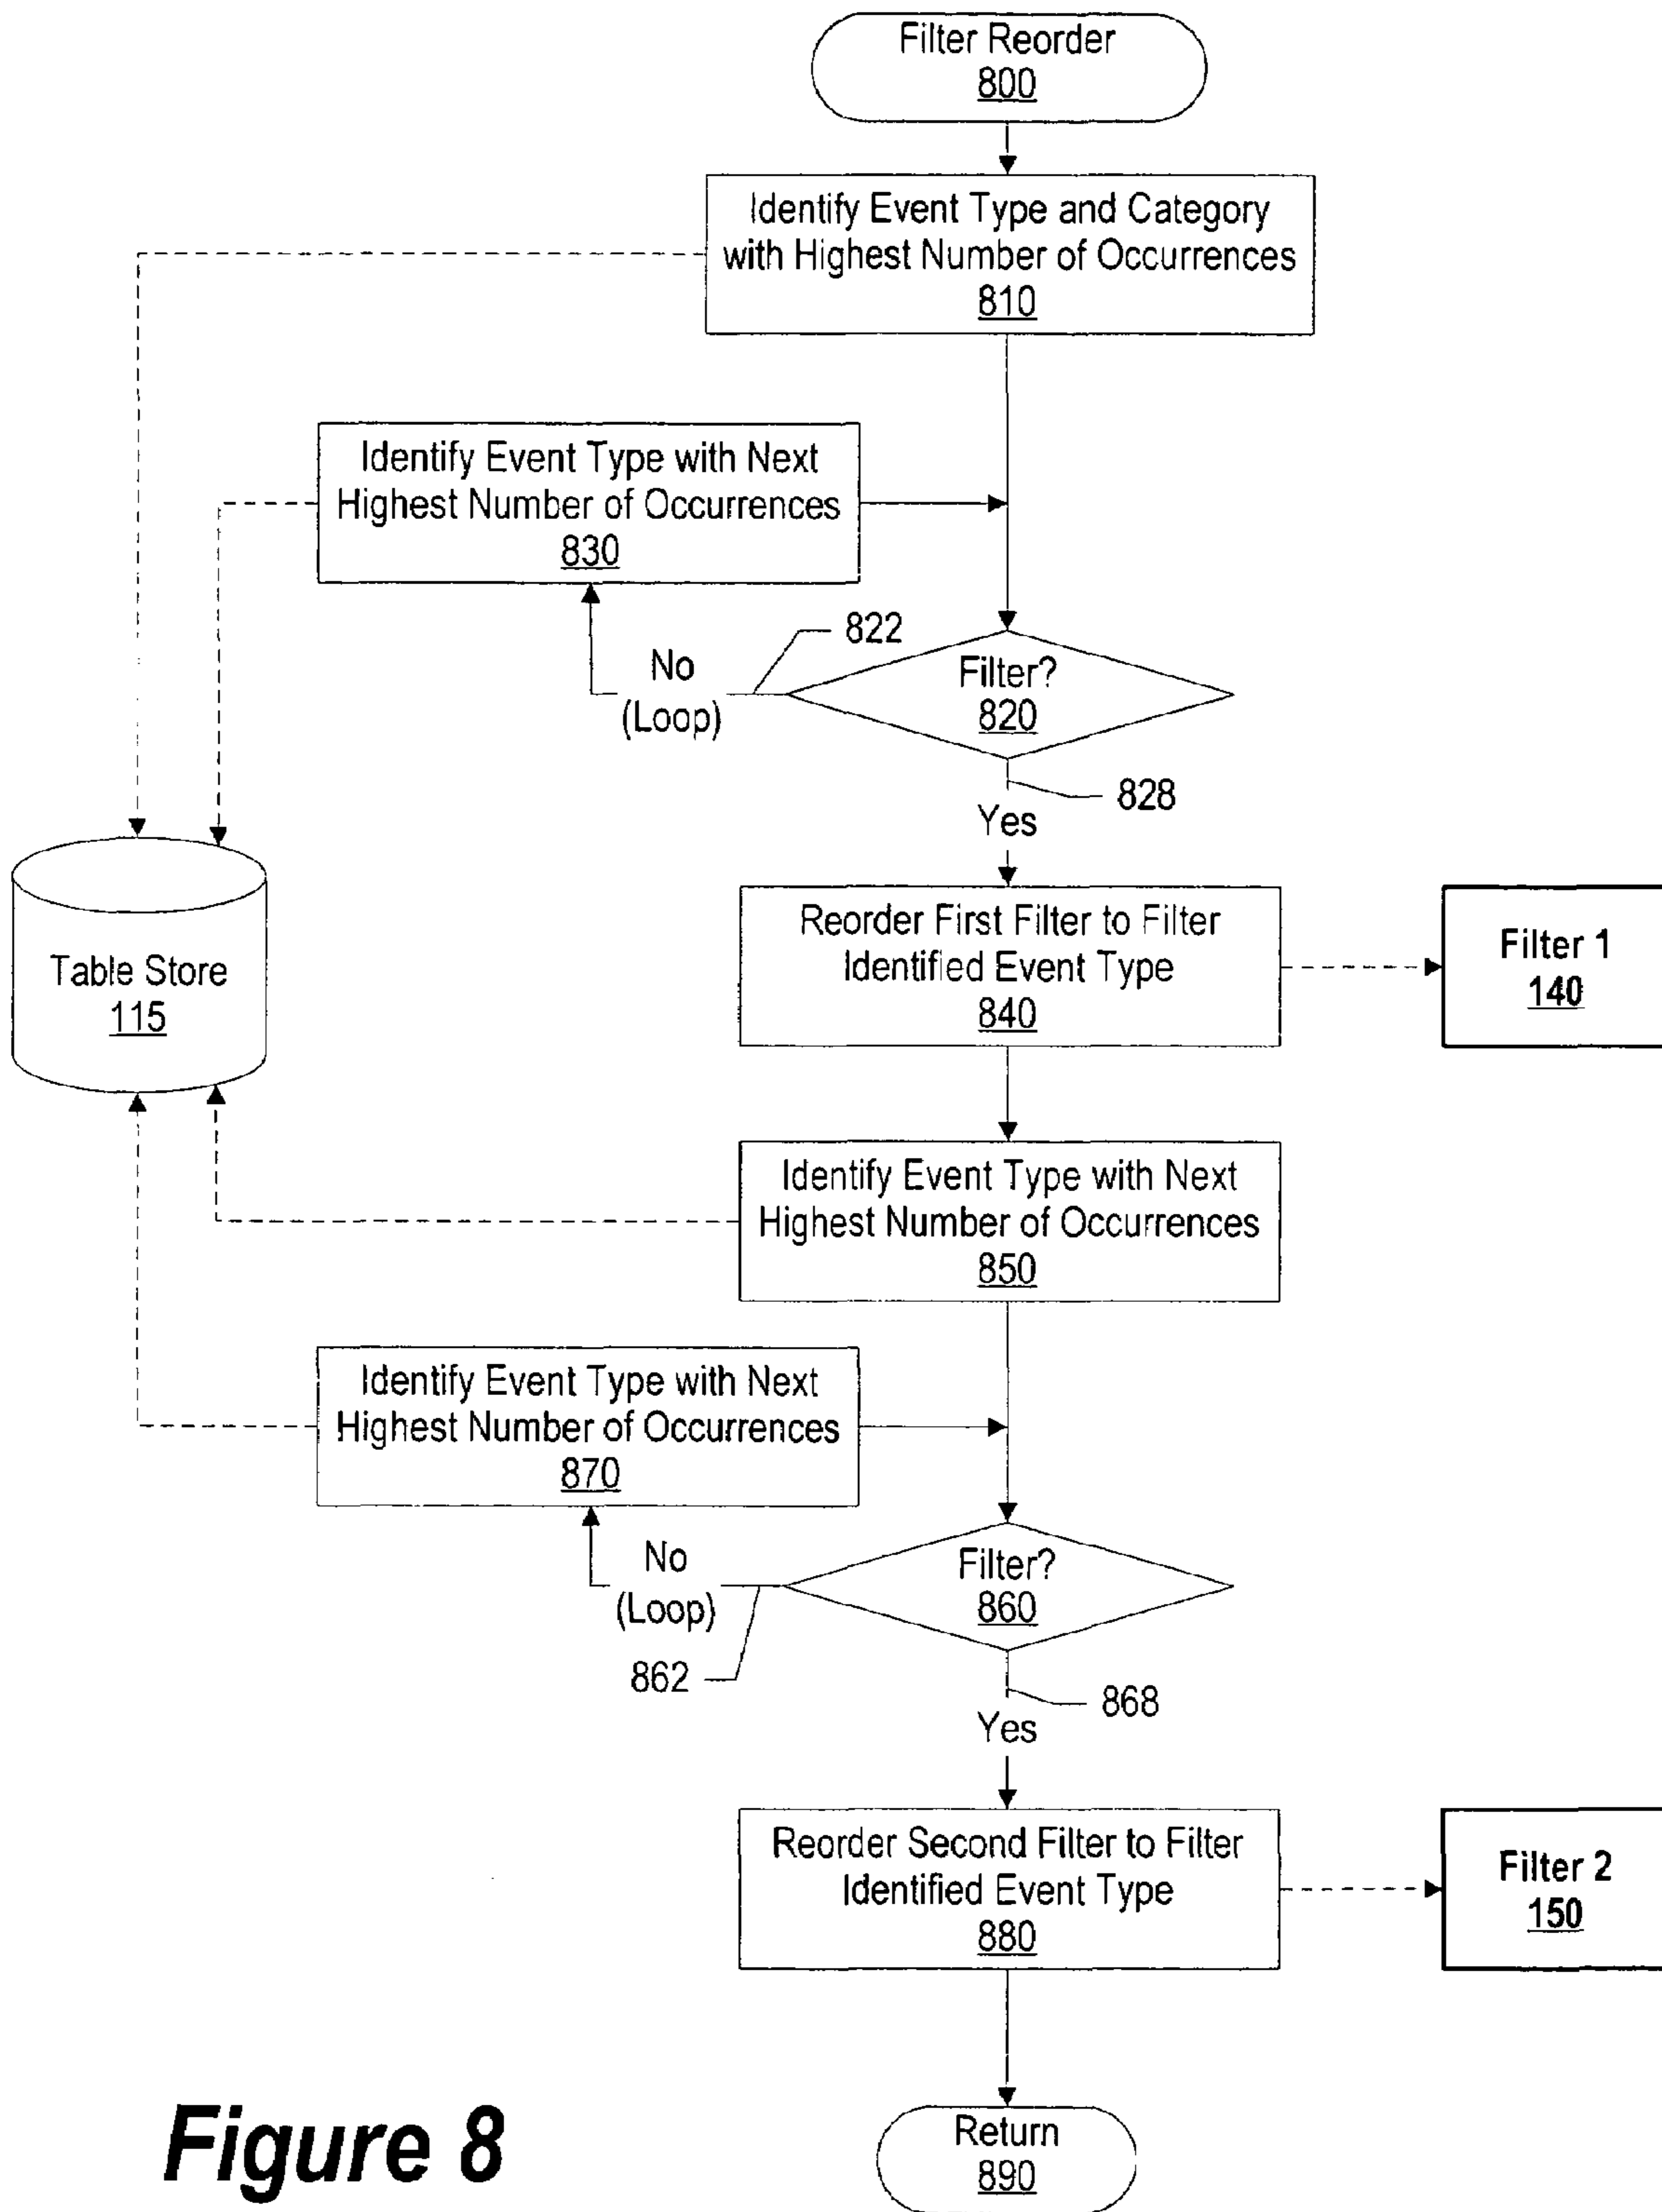 Filter Reorder
800
Identify Event Type and Category
with Highest Number of Occurrences
810
Identify Event Type with Next
Highest Number of Occurrences
830
822
No
(Loop)
Filter?
820
828
Yes
Table Store
115
Reorder First Filter to Filter
Identified Event Type
840
Filter 1
140
Identify Event Type with Next
Highest Number of Occurrences
850
Identify Event Type with Next
Highest Number of Occurrences
870
No
(Loop)
862
Filter?
860
868
Yes
Reorder Second Filter to Filter
Identified Event Type
880
Filter 2
150
Return
890
Figure 8